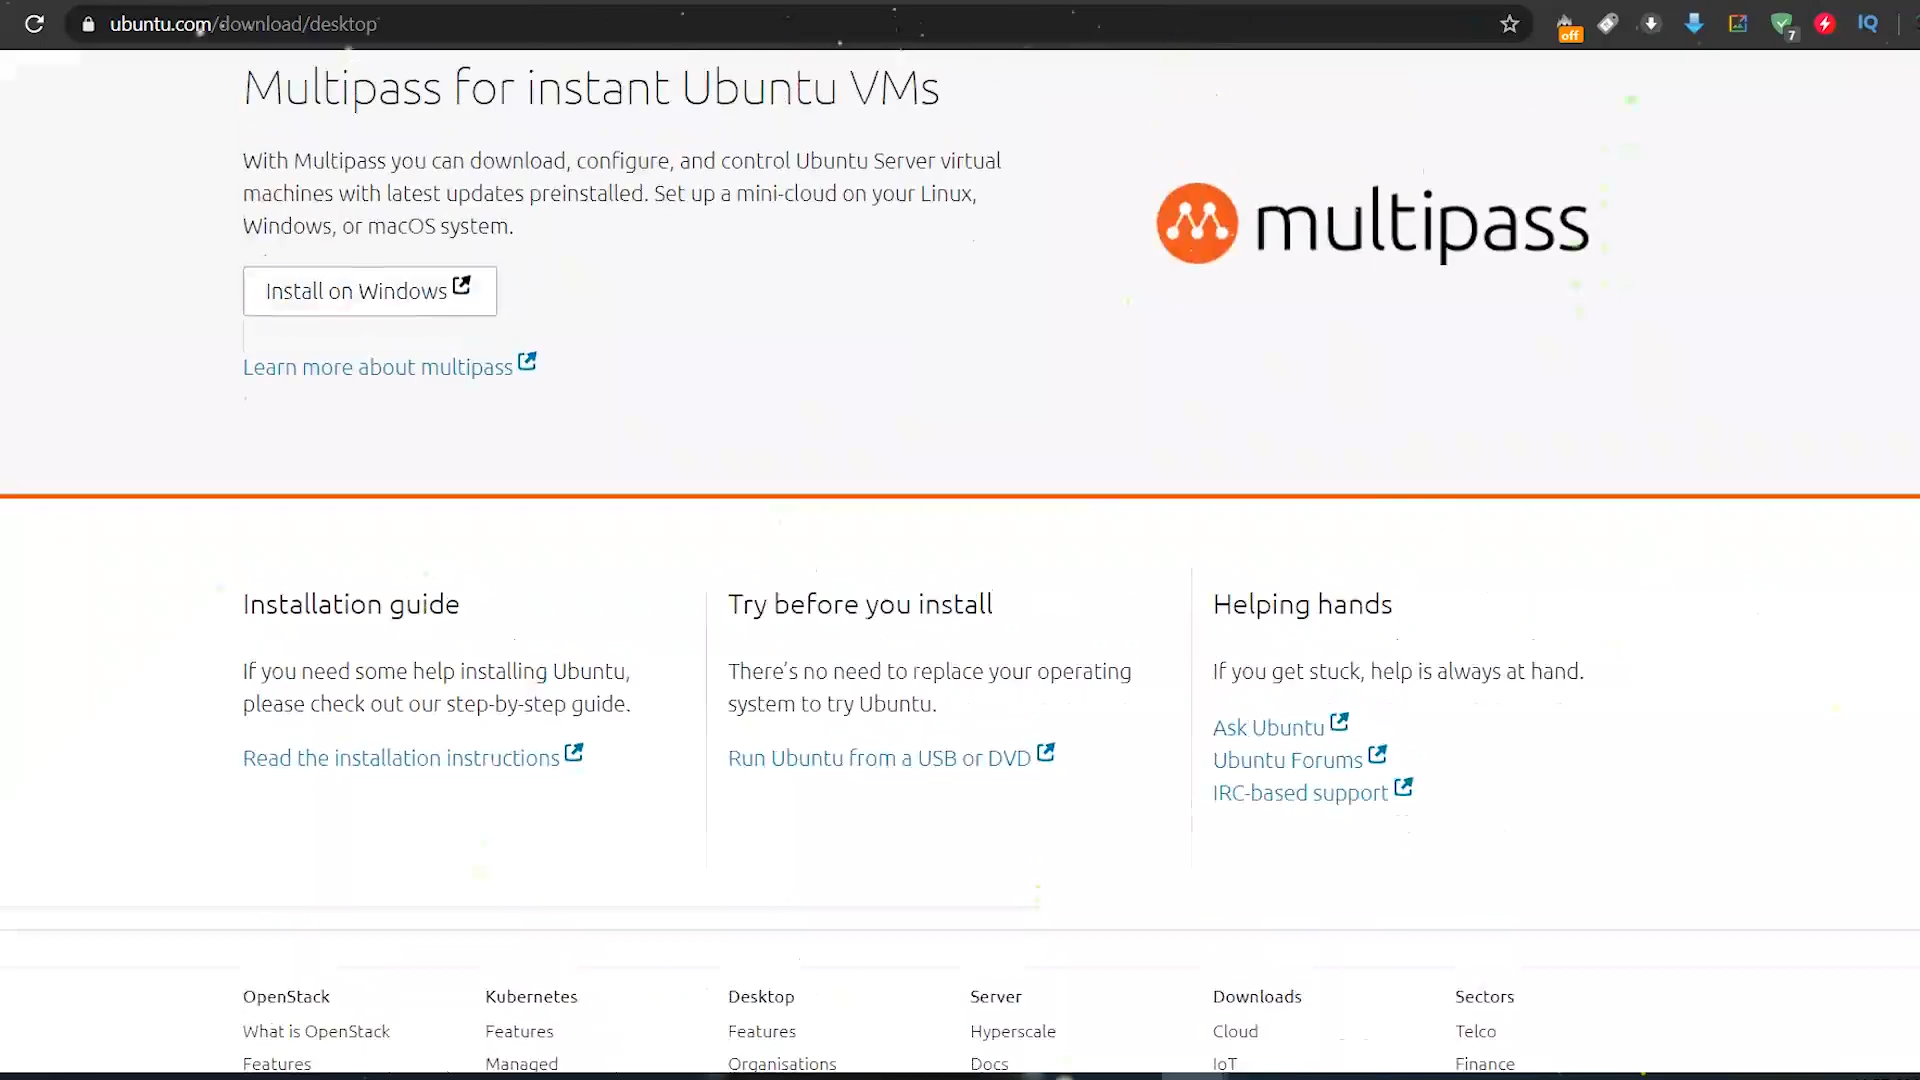 ubuntu.com/download/desktop
off
7
IQ
Multipass for instant Ubuntu VMs
With Multipass you can download, configure, and control Ubuntu Server virtual
machines with latest updates preinstalled. Set up a mini-cloud on your Linux,
Windows, or macOS system.
Install on Windows
Learn more about multipass
multipass
Installation guide
If you need some help installing Ubuntu,
please check out our step-by-step guide.
Read the installation instructions
Try before you install
There's no need to replace your operating
system to try Ubuntu.
Run Ubuntu from a USB or DVD
Helping hands
If you get stuck, help is always at hand.
Ask Ubuntu
Ubuntu Forums
IRC-based support
OpenStack
What is OpenStack
Features
Kubernetes
Features
Managed
Desktop
Features
Organisations
Server
Hyperscale
Docs
Downloads
Cloud
IoT
Sectors
Telco
Finance